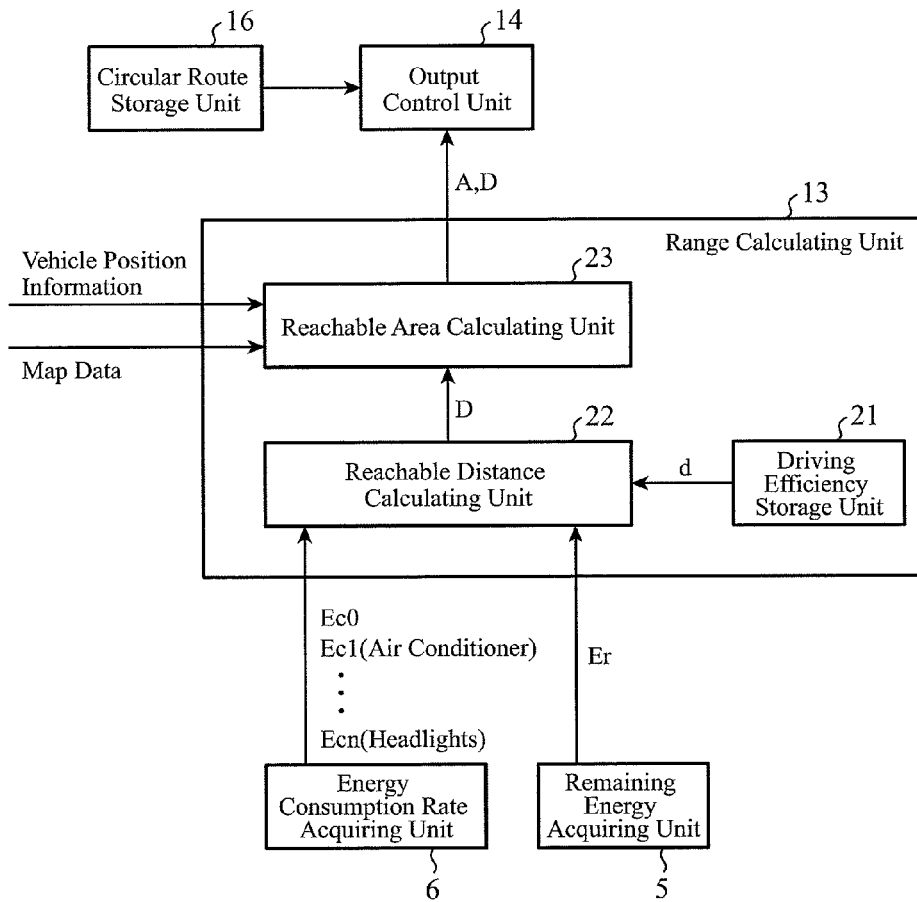 16
14
Circular Route
Storage Unit
Output
Control Unit
A,D
13
Range Calculating Unit
Vehicle Position
Information
23
Reachable Area Calculating Unit
Map Data
D
22
21
Reachable Distance
Calculating Unit
d
Driving
Efficiency
Storage Unit
Ec0
Ec1(Air Conditioner)
Er
Ecn(Headlights)
Energy
Consumption Rate
Acquiring Unit
Remaining
Energy
Acquiring Unit
6
5